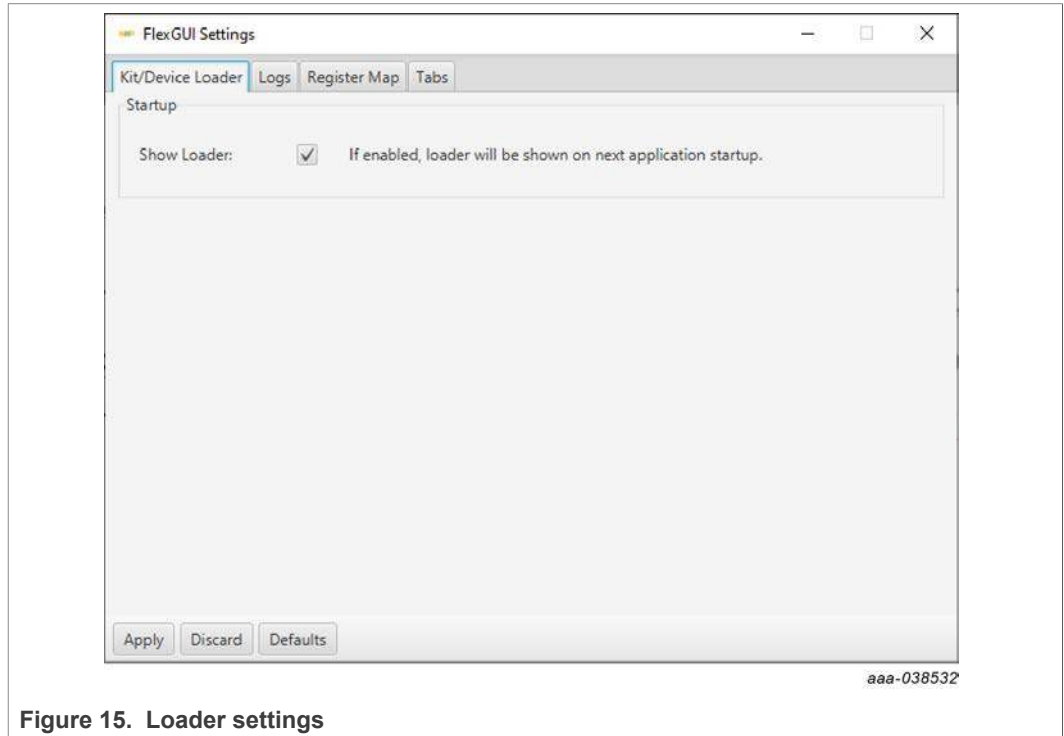 FlexGUI Settings
Kit/Device Loader Logs Register Map Tabs
Startup
Show Loader: If enabled, loader will be shown on next application startup.
Apply Discard Defaults
aaa-038532
Figure 15. Loader settings